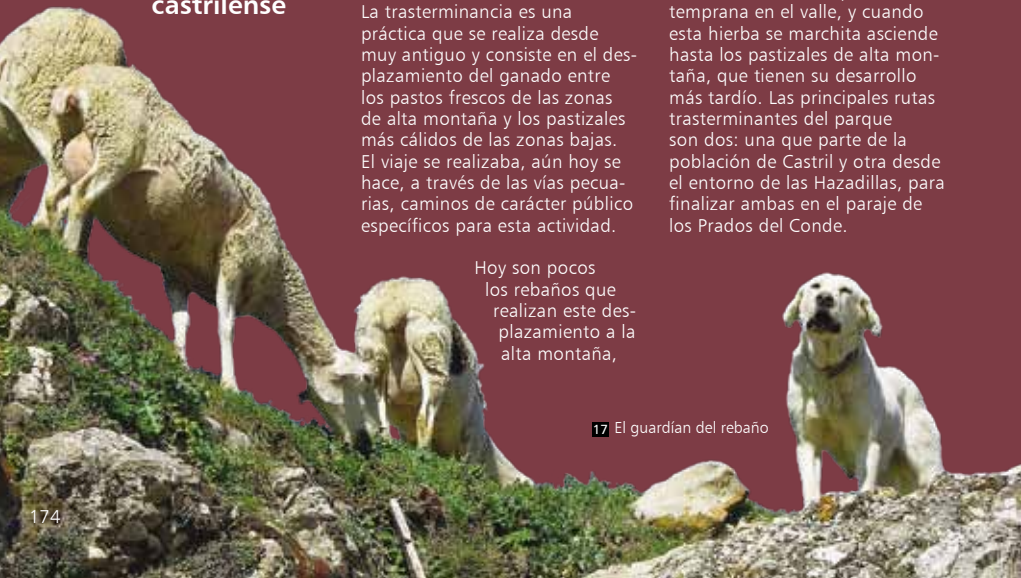 castrilense
La trasterminancia es una
práctica que se realiza desde
muy antiguo y consiste en el des-
plazamiento del ganado entre
los pastos frescos de las zonas
de alta montaña y los pastizales
más cálidos de las zonas bajas.
El viaje se realizaba, aún hoy se
hace, a través de las vías pecua-
rias, caminos de carácter público
específicos para esta actividad.
Hoy son pocos
los rebaños que
realizan este des-
plazamiento a la
alta montaña,
temprana en el valle, y cuando
esta hierba se marchita asciende
hasta los pastizales de alta mon-
taña, que tienen su desarrollo
más tardío. Las principales rutas
trasterminantes del parque
son dos: una que parte de la
población de Castril y otra desde
el entorno de las Hazadillas, para
finalizar ambas en el paraje de
los Prados del Conde.
17 El guardían del rebaño
174